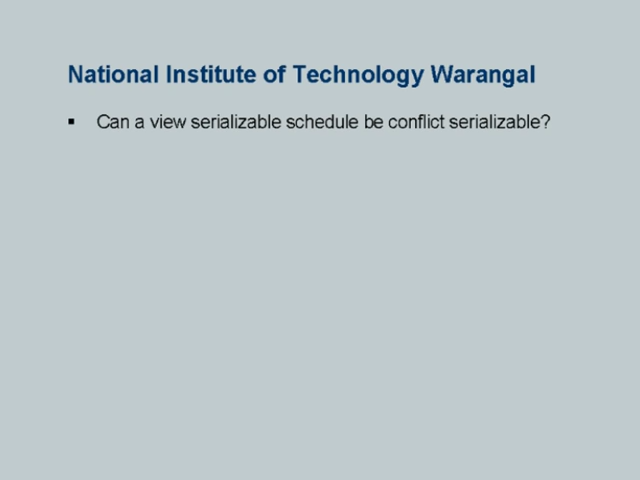 National Institute of Technology Warangal
▪ Can a view serializable schedule be conflict serializable?